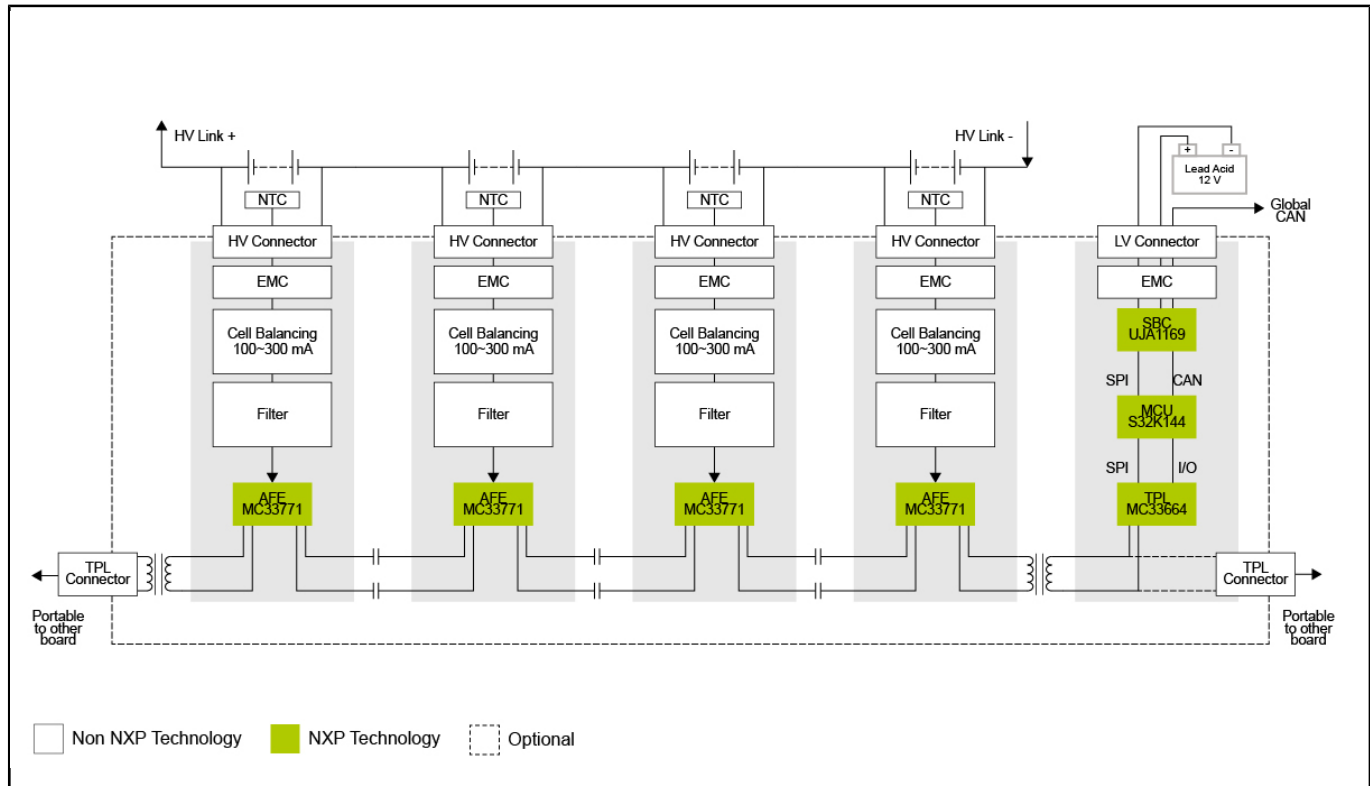 HV Link +
HV Link -
+
-
Lead Acid
12 V
NTC
NTC
NTC
NTC
Global
CAN
HV Connector
HV Connector
HV Connector
HV Connector
LV Connector
EMC
EMC
EMC
EMC
EMC
Cell Balancing
100~300 mA
Cell Balancing
100~300 mA
Cell Balancing
100~300 mA
Cell Balancing
100~300 mA
SBC
UJA1169
SPI
CAN
Filter
Filter
Filter
Filter
MCU
S32K144
SPI
I/O
AFE
MC33771
AFE
MC33771
AFE
MC33771
AFE
MC33771
TPL
MC33664
TPL
Connector
TPL
Connector
Portable
to other
board
Portable
to other
board
Non NXP Technology
NXP Technology
Optional